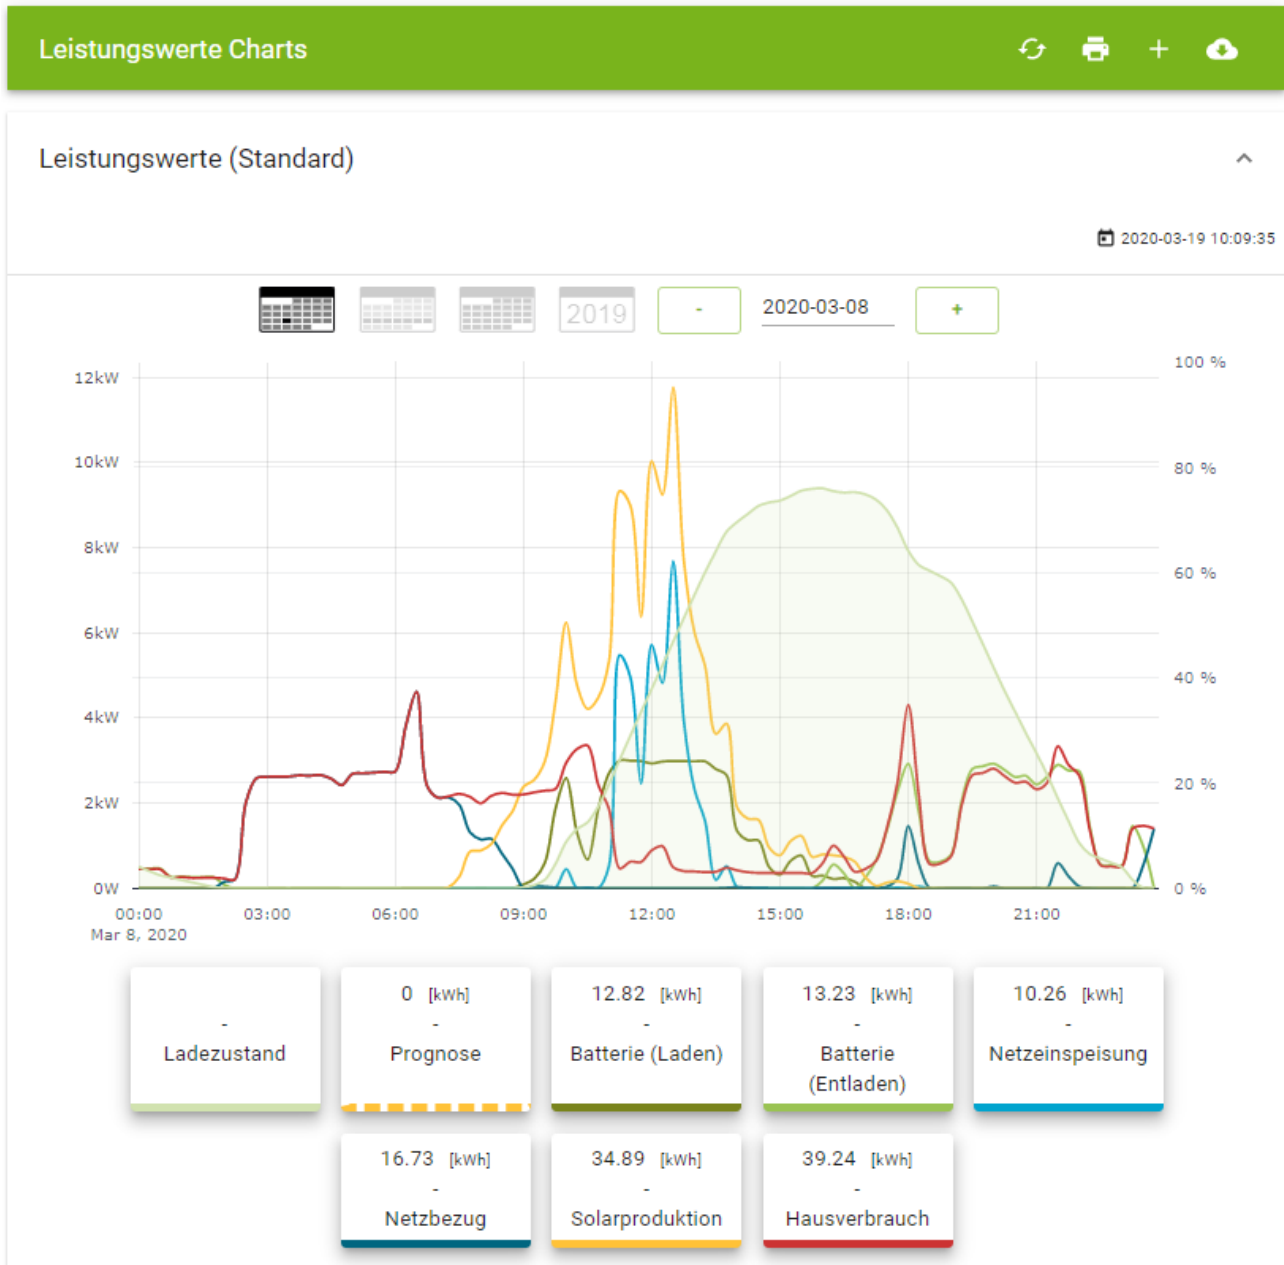 Leistungswerte Charts
Leistungswerte (Standard)
2020-03-19 10:09:35
2019
-
2020-03-08
+
12kW
10kW
8kW
6kW
4kW
2kW
0W
100 %
80 %
60 %
40 %
20 %
0 %
00:00
03:00
06:00
09:00
12:00
15:00
18:00
21:00
Mar 8, 2020
-
Ladezustand
0 [kWh]
-
Prognose
12.82 [kWh]
-
Batterie (Laden)
13.23 [kWh]
-
Batterie
(Entladen)
10.26 [kWh]
-
Netzeinspeisung
16.73 [kWh]
-
Netzbezug
34.89 [kWh]
-
Solarproduktion
39.24 [kWh]
-
Hausverbrauch